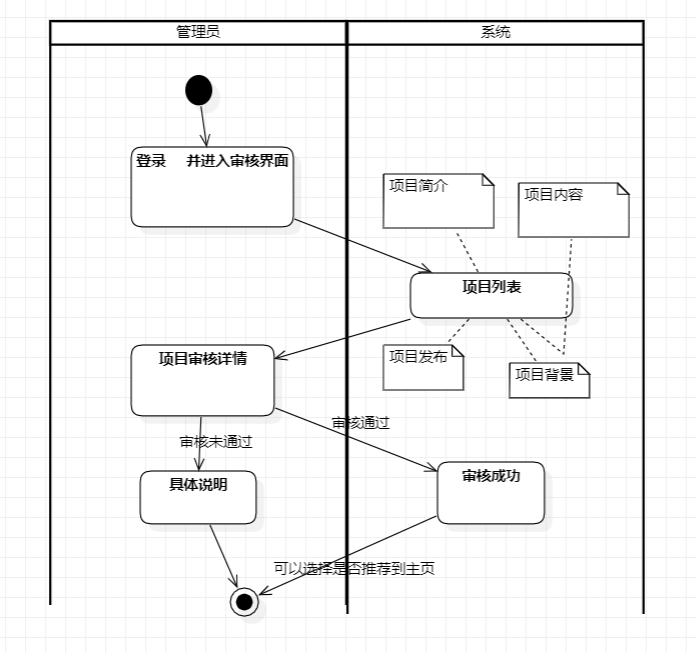 管理员
系统
登录 并进入审核界面
项目简介
项目内容
项目列表
项目审核详情
项目发布
项目背景
审核通过
审核未通过
具体说明
审核成功
可以选择是否推荐到主页